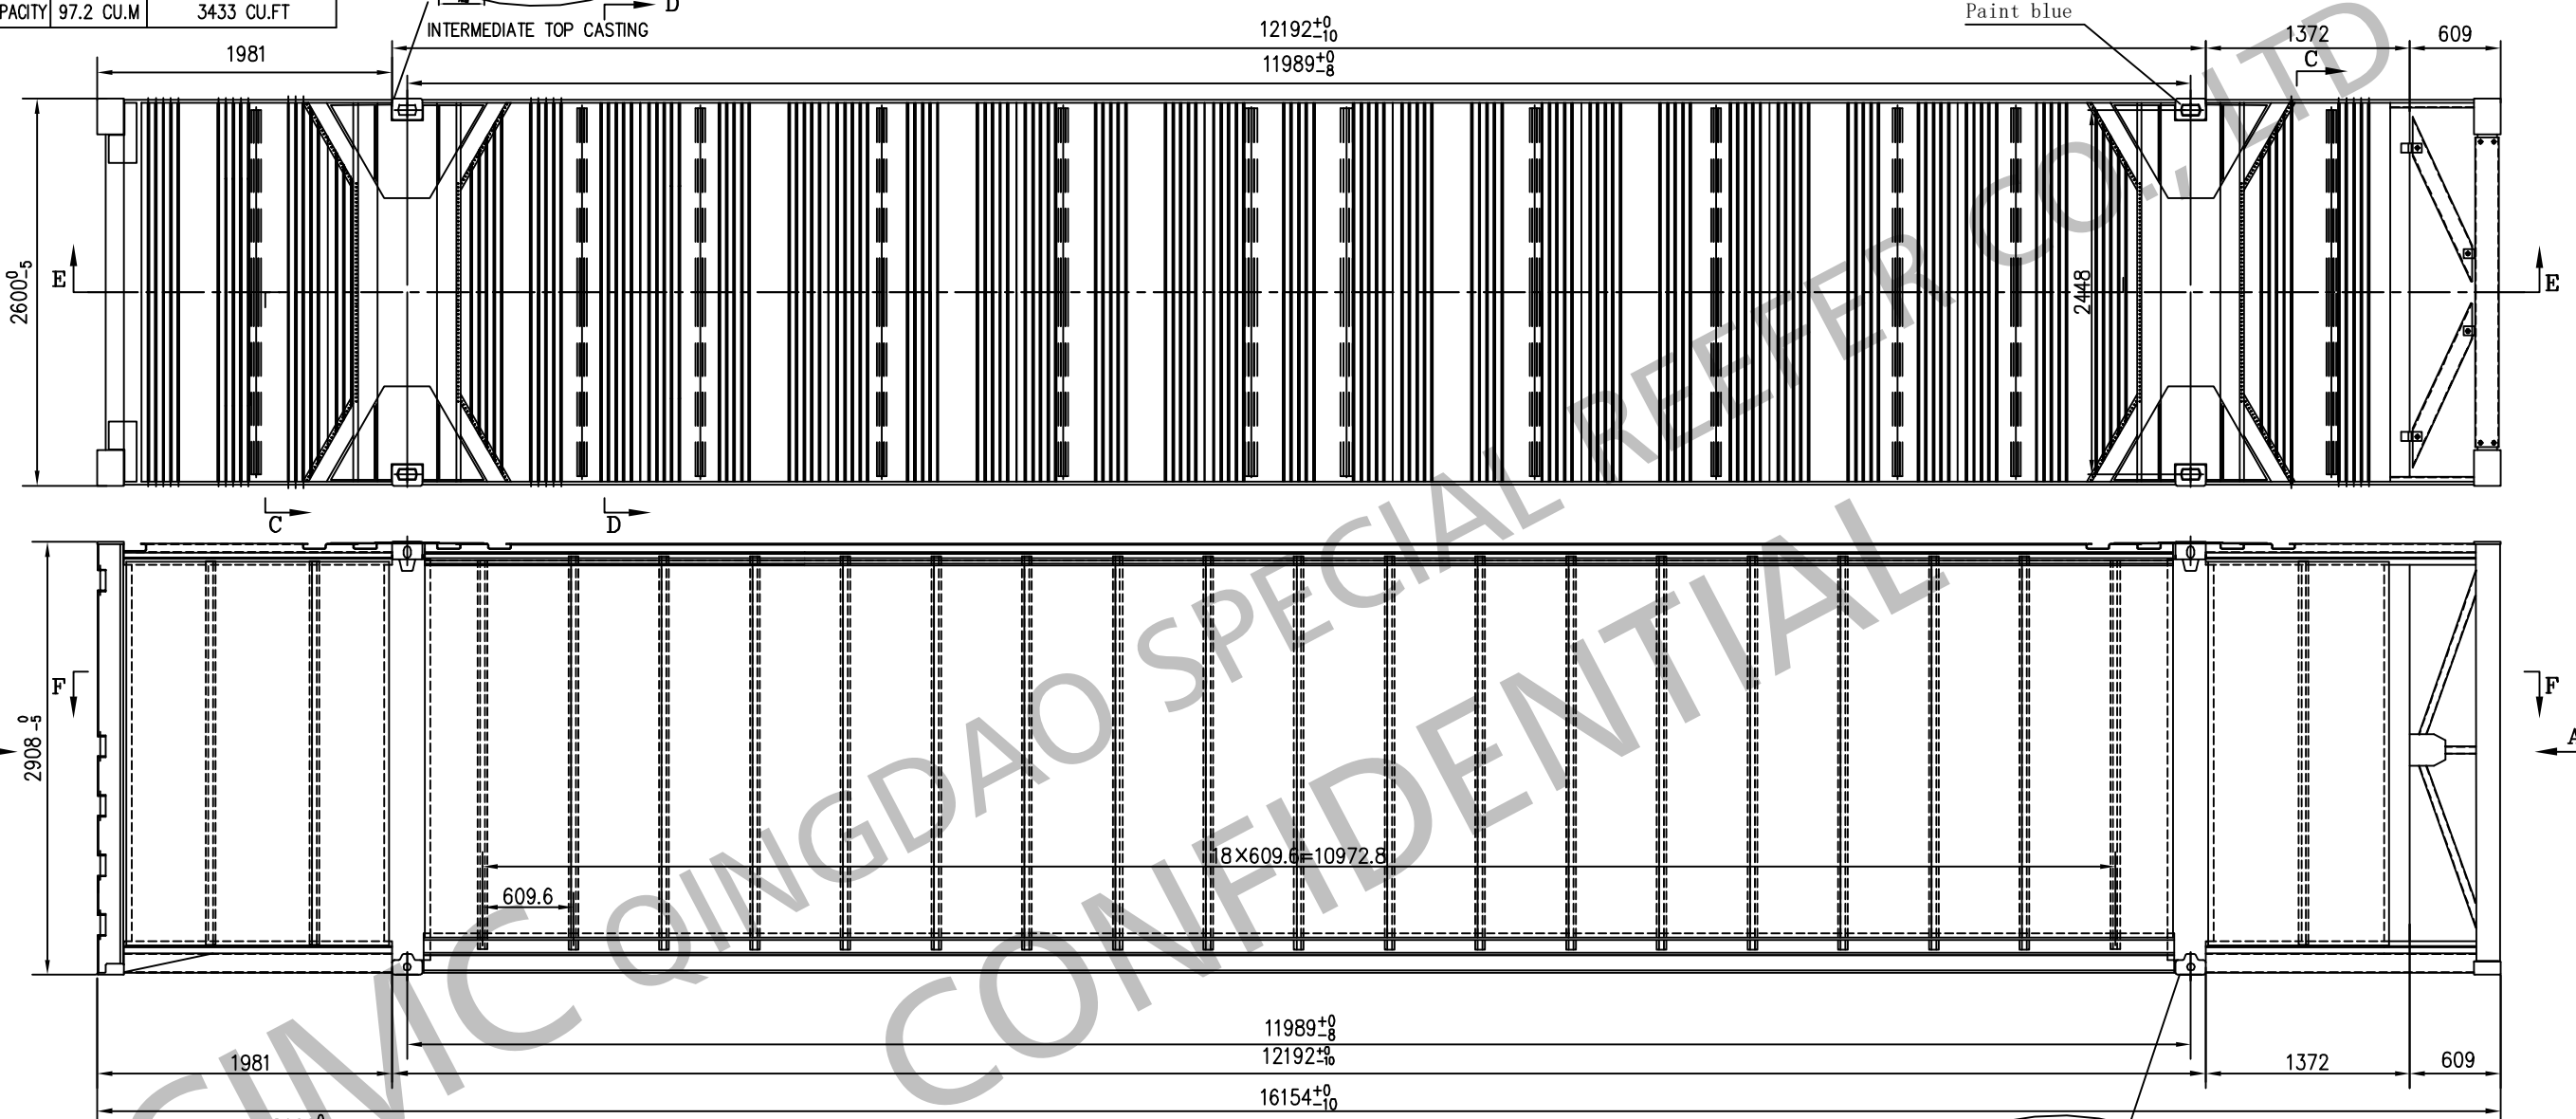 97.2 CU.M 3433 CU.FT
D
INTERMEDIATE TOP CASTING
Paint blue
12192+0-10
1981
1372
609
11989+0-8
C
E
2600 0-5
2448
E
C
D
F
2908 0-5
F
A
18×609.6=10972.8
609.6
11989+0-8
12192+0-10
1981
1372
609
16154+0-10
CIMC QINGDAO SPECIAL REEFER CO., LTD
CONFIDENTIAL